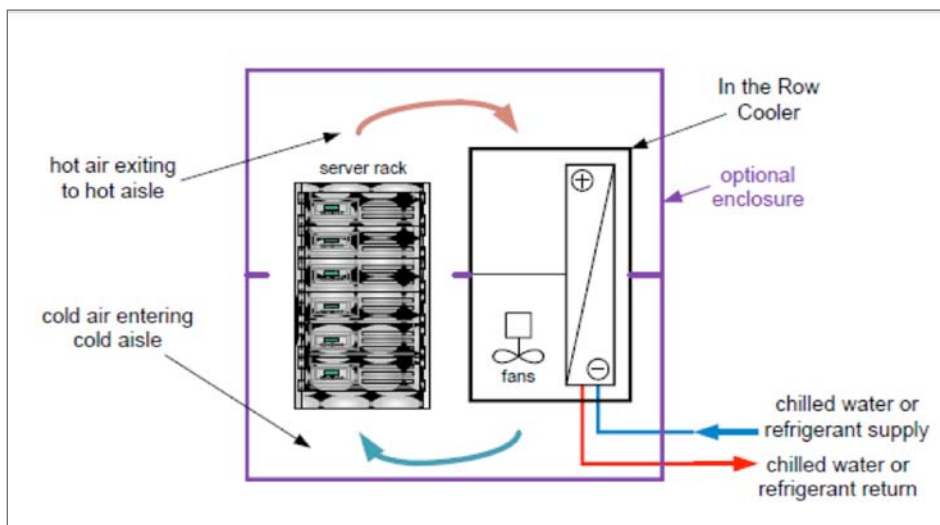 In the Row
Cooler
hot air exiting
to hot aisle
server rack
optional
enclosure
cold air entering
cold aisle
fans
chilled water or
refrigerant supply
chilled water or
refrigerant return